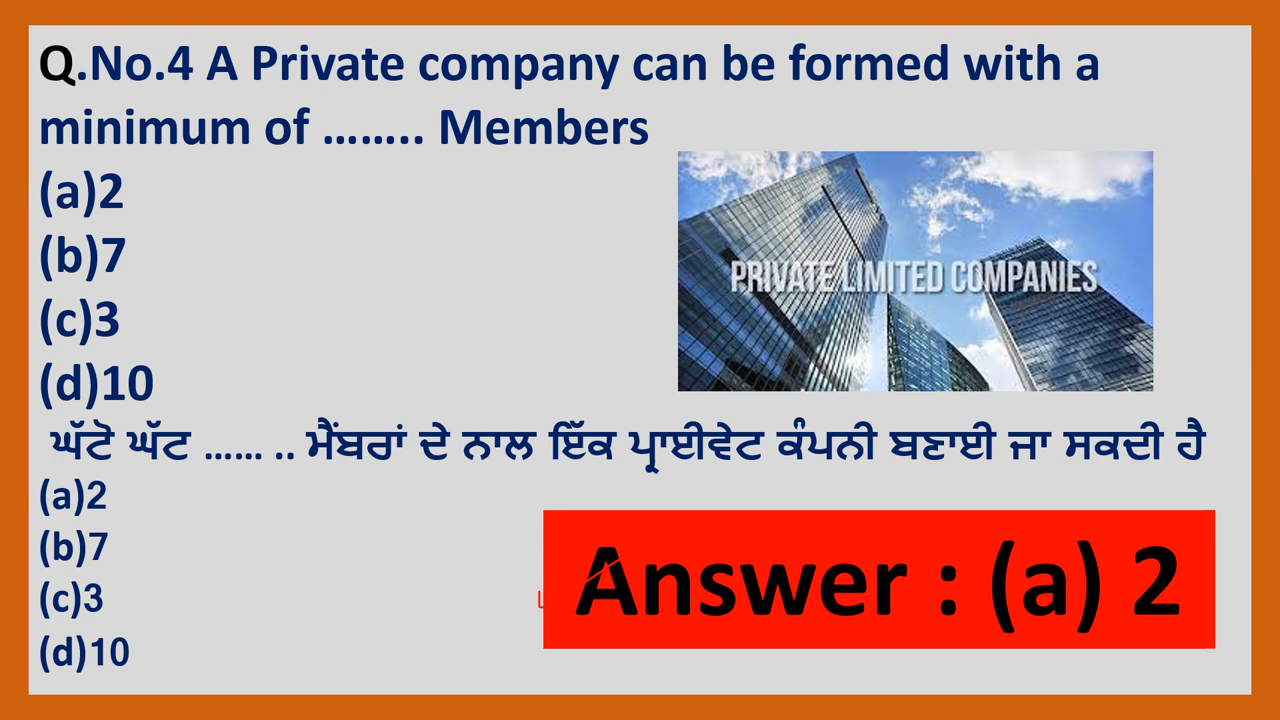 Q.No.4 A Private company can be formed with a
minimum of …….. Members
(a)2
(b)7
(c)3
(d)10
PRIVATE LIMITED COMPANIES
ਘੱਟੋ ਘੱਟ …… .. ਮੈਂਬਰਾਂ ਦੇ ਨਾਲ ਇੱਕ ਪ੍ਰਾਈਵੇਟ ਕੰਪਨੀ ਬਣਾਈ ਜਾ ਸਕਦੀ ਹੈ
(a)2
(b)7
(c)3
(d)10
Answer : (a) 2